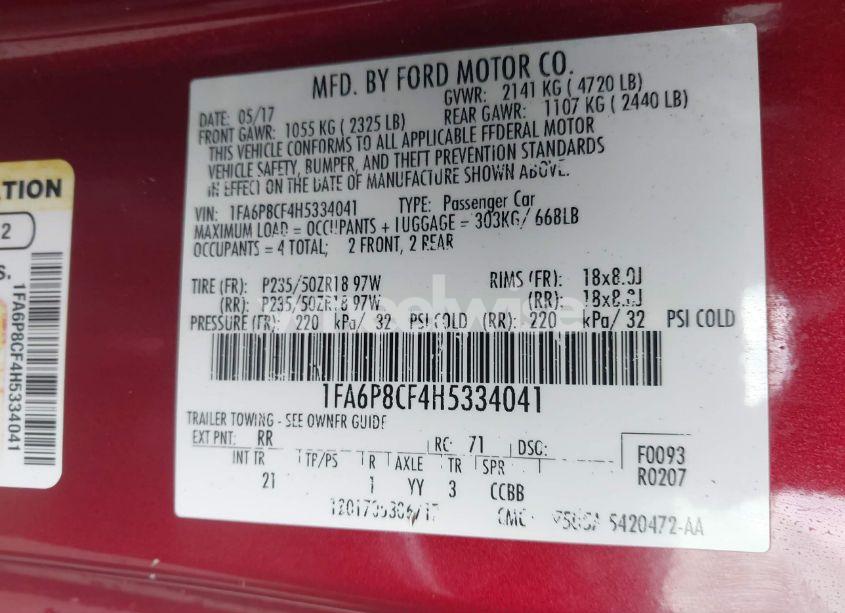 MFD. BY FORD MOTOR CO.
DATE: 05/17 GVWR: 2141 KG ( 4720 LB)
FRONT GAWR: 1055 KG ( 2325 LB) REAR GAWR: 1107 KG ( 2440 LB)
THIS VEHICLE CONFORMS TO ALL APPLICABLE FEDERAL MOTOR
VEHICLE SAFETY, BUMPER, AND THEFT PREVENTION STANDARDS
IN EFFECT ON THE DATE OF MANUFACTURE SHOWN ABOVE.
VIN: 1FA6P8CF4H5334041 TYPE: Passenger Car
MAXIMUM LOAD = OCCUPANTS + LUGGAGE = 303KG/ 668LB
OCCUPANTS = 4 TOTAL; 2 FRONT, 2 REAR
TIRE (FR): P235/50ZR18 97W RIMS (FR): 18x8.0J
(RR): P235/50ZR18 97W (RR): 18x8.0J
PRESSURE (FR): 220 kPa/ 32 PSI COLD (RR): 220 kPa/ 32 PSI COLD
1FA6P8CF4H5334041
TRAILER TOWING - SEE OWNER GUIDE
EXT PNT: RR RC: 71 DSO: F0093
INT TR TP/PS R AXLE TR SPR R0207
21 1 YY 3 CCBB
5420472-AA
2
S. 1FA6P8CF4H5334041